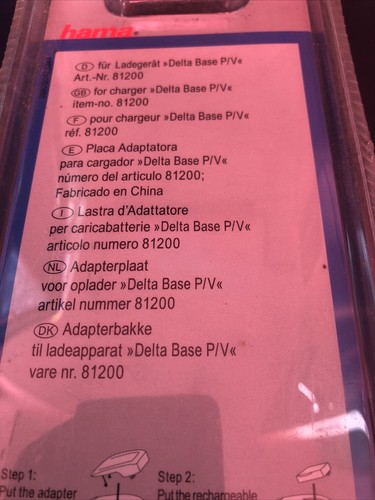 hama
D für Ladegerät »Delta Base P/V«
Art.-Nr. 81200
GB for charger »Delta Base P/V«
item-no. 81200
F pour chargeur »Delta Base P/V«
réf. 81200
E Placa Adaptatora
para cargador »Delta Base P/V«
número del articulo 81200;
Fabricado en China
I Lastra d'Adattatore
per caricabatterie »Delta Base P/V«
articolo numero 81200
NL Adapterplaat
voor oplader »Delta Base P/V«
artikel nummer 81200
DK Adapterbakke
til ladeapparat »Delta Base P/V«
vare nr. 81200
Step 1:
Put the adapter
Step 2:
Put the rechargeable